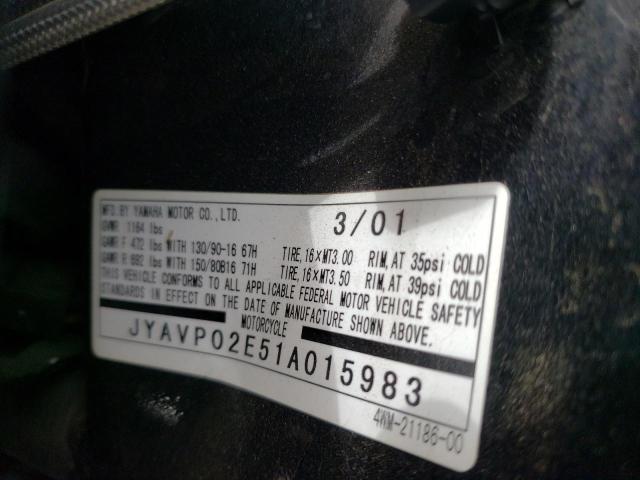 MFD.BY YAMAHA MOTOR CO.,LTD. 3/01
GVWR 1164 lbs
GAWR F 472 lbs WITH 130/90-16 67H TIRE,16×MT3.00 RIM,AT 35psi COLD
GAWR R 692 lbs WITH 150/80B16 71H TIRE,16×MT3.50 RIM,AT 39psi COLD
THIS VEHICLE CONFORMS TO ALL APPLICABLE FEDERAL MOTOR VEHICLE SAFETY
STANDARDS IN EFFECT ON THE DATE OF MANUFACTURE SHOWN ABOVE.
MOTORCYCLE
JYAVP02E51A015983
4WM-21186-00